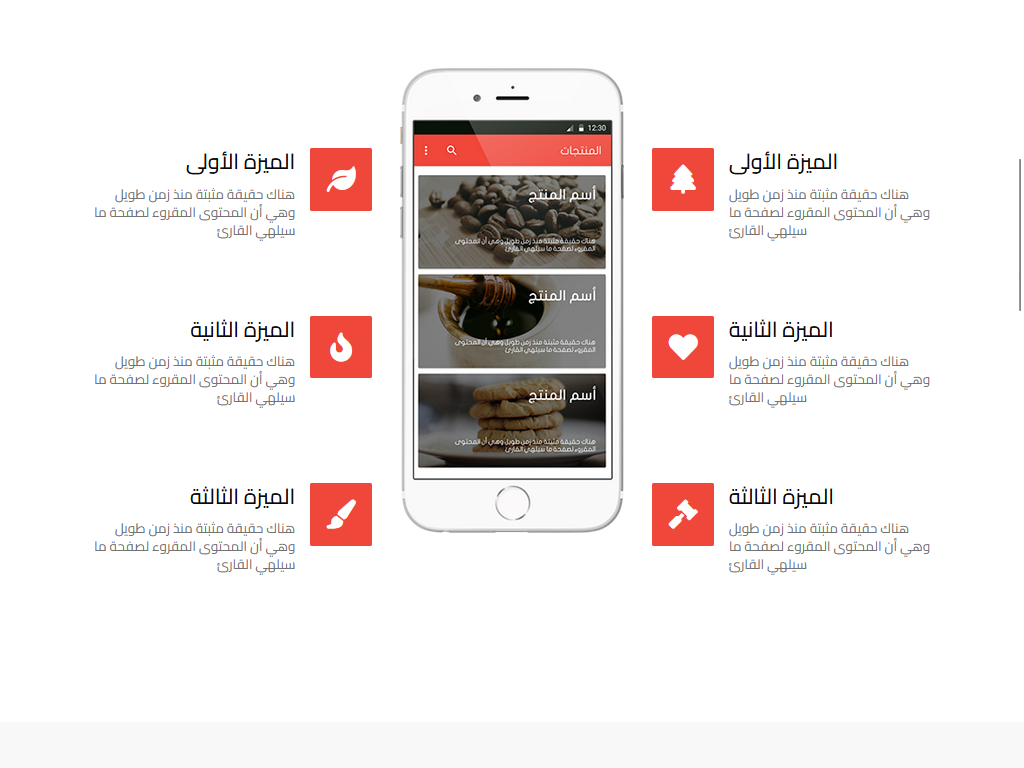 الميزة الأولى
هناك حقيقة مثبتة منذ زمن طويل
وهي أن المحتوى المقروء لصفحة ما
سيلهي القارئ
الميزة الثانية
هناك حقيقة مثبتة منذ زمن طويل
وهي أن المحتوى المقروء لصفحة ما
سيلهي القارئ
الميزة الثالثة
هناك حقيقة مثبتة منذ زمن طويل
وهي أن المحتوى المقروء لصفحة ما
سيلهي القارئ
12:30
المنتجات
أسم المنتج
هناك حقيقة مثبتة منذ زمن طويل وهي أن المحتوى
المقروء لصفحة ما سيلهي القارئ
أسم المنتج
هناك حقيقة مثبتة منذ زمن طويل وهي أن المحتوى
المقروء لصفحة ما سيلهي القارئ
أسم المنتج
هناك حقيقة مثبتة منذ زمن طويل وهي أن المحتوى
المقروء لصفحة ما سيلهي القارئ
الميزة الأولى
هناك حقيقة مثبتة منذ زمن طويل
وهي أن المحتوى المقروء لصفحة ما
سيلهي القارئ
الميزة الثانية
هناك حقيقة مثبتة منذ زمن طويل
وهي أن المحتوى المقروء لصفحة ما
سيلهي القارئ
الميزة الثالثة
هناك حقيقة مثبتة منذ زمن طويل
وهي أن المحتوى المقروء لصفحة ما
سيلهي القارئ